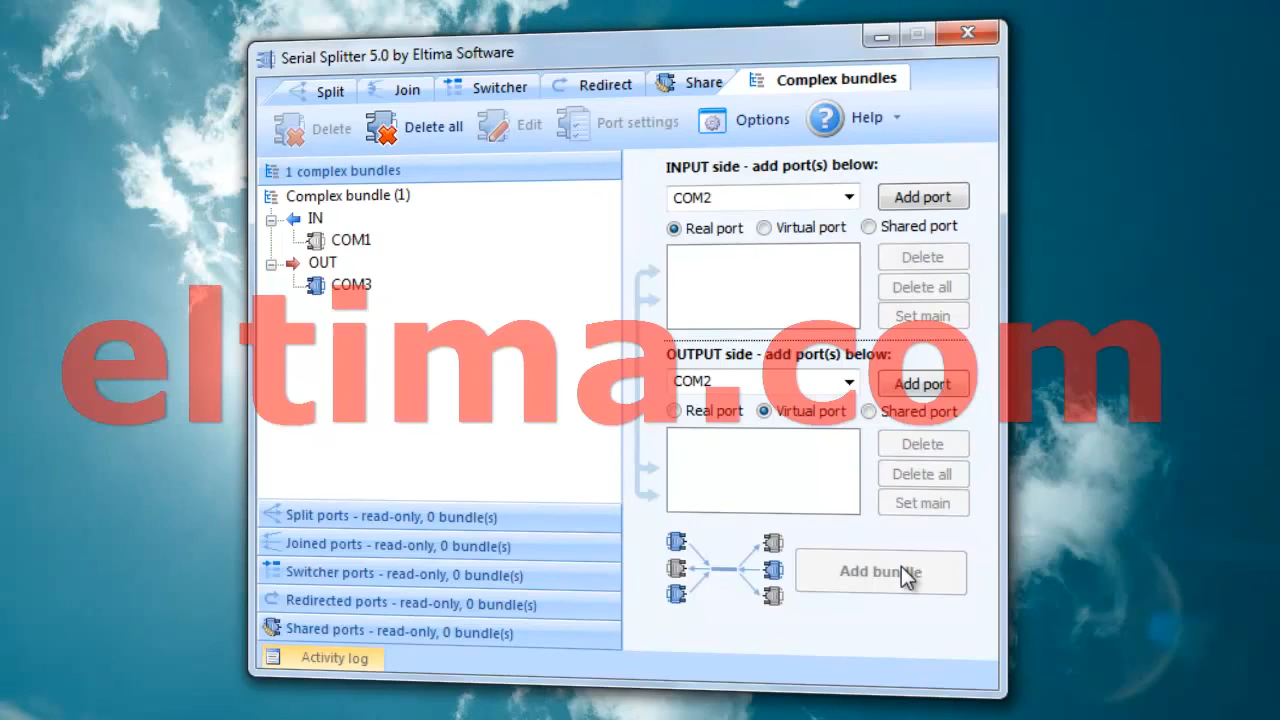 Serial Splitter 5.0 by Eltima Software
Split
Join
Switcher
Redirect
Share
Complex bundles
Delete
Delete all
Edit
Port settings
Options
Help
1 complex bundles
Complex bundle (1)
IN
COM1
OUT
COM3
Split ports - read-only, 0 bundle(s)
Joined ports - read-only, 0 bundle(s)
Switcher ports - read-only, 0 bundle(s)
Redirected ports - read-only, 0 bundle(s)
Shared ports - read-only, 0 bundle(s)
Activity log
INPUT side - add port(s) below:
COM2
Add port
Real port
Virtual port
Shared port
Delete
Delete all
Set main
OUTPUT side - add port(s) below:
COM2
Add port
Real port
Virtual port
Shared port
Delete
Delete all
Set main
Add bundle
eltima.com